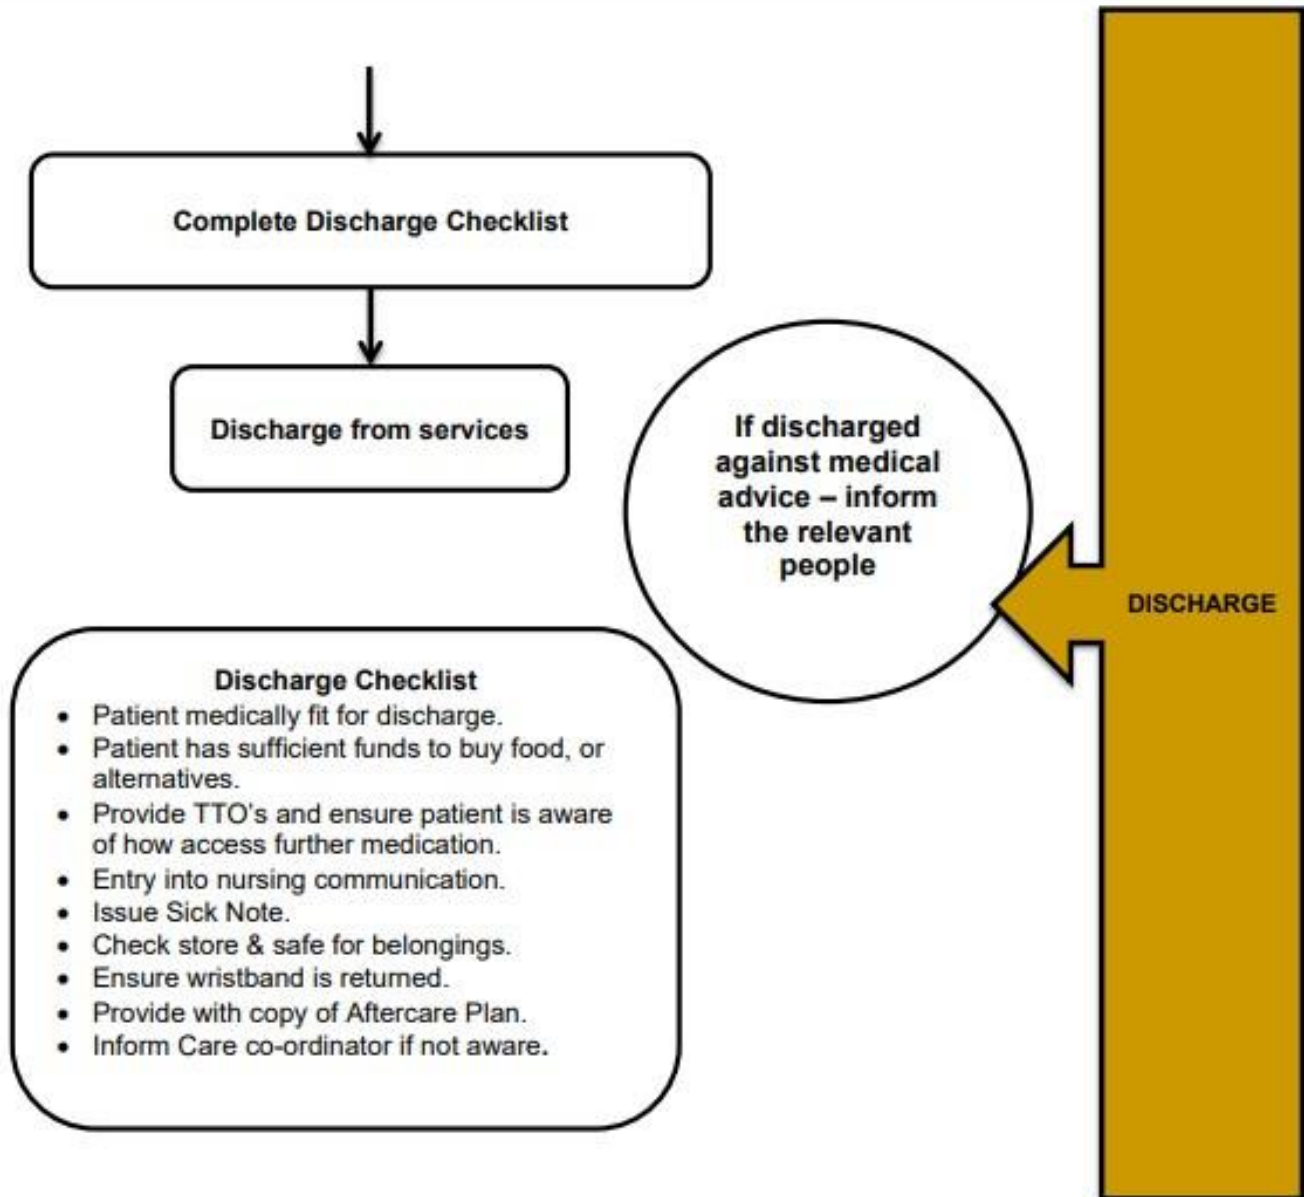 Complete Discharge Checklist
Discharge from services
If discharged
against medical
advice – inform
the relevant
people
DISCHARGE
Discharge Checklist
• Patient medically fit for discharge.
• Patient has sufficient funds to buy food, or
alternatives.
• Provide TTO's and ensure patient is aware
of how access further medication.
• Entry into nursing communication.
• Issue Sick Note.
• Check store & safe for belongings.
• Ensure wristband is returned.
• Provide with copy of Aftercare Plan.
• Inform Care co-ordinator if not aware.